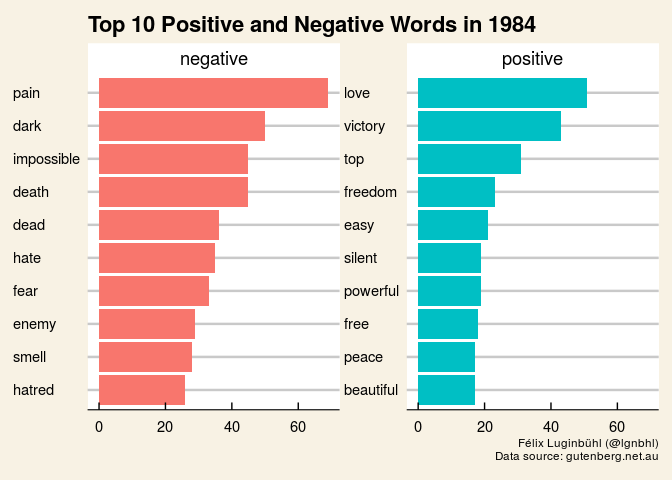 Top 10 Positive and Negative Words in 1984
negative
pain
dark
impossible
death
dead
hate
fear
enemy
smell
hatred
0 20 40 60
positive
love
victory
top
freedom
easy
silent
powerful
free
peace
beautiful
0 20 40 60
Félix Luginbühl (@lgnbhl)
Data source: gutenberg.net.au